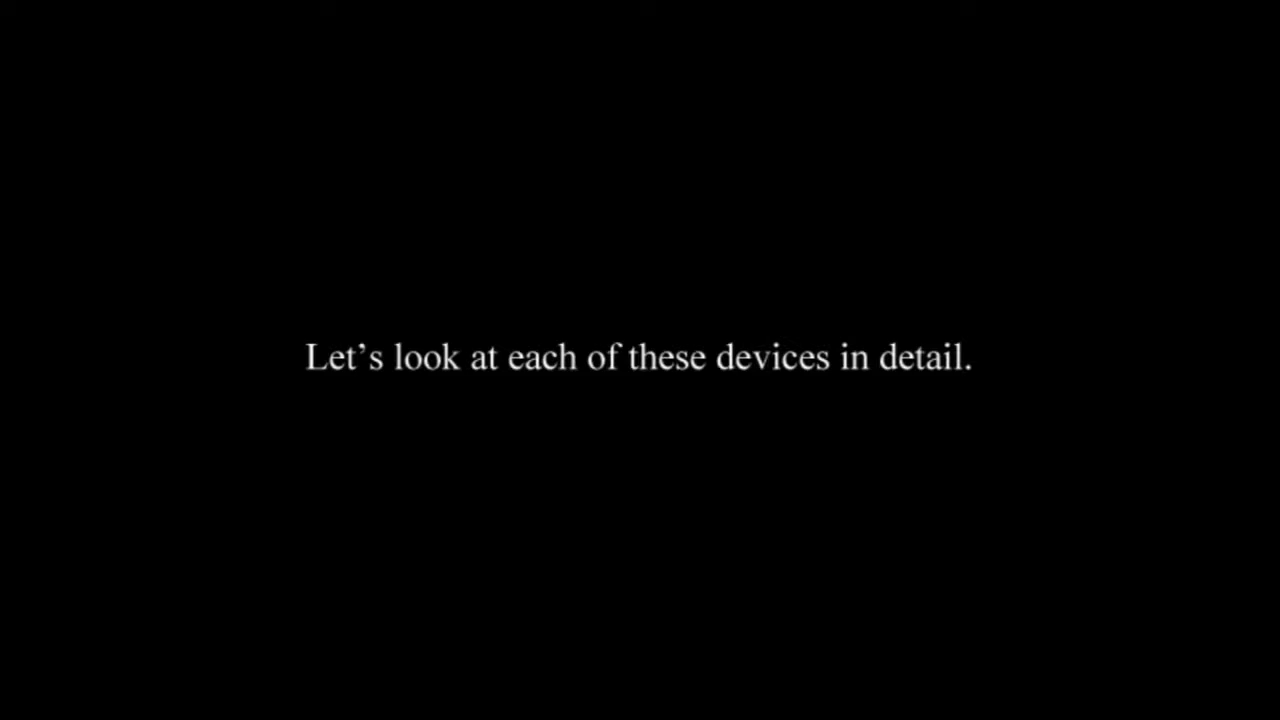 Let’s look at each of these devices in detail.